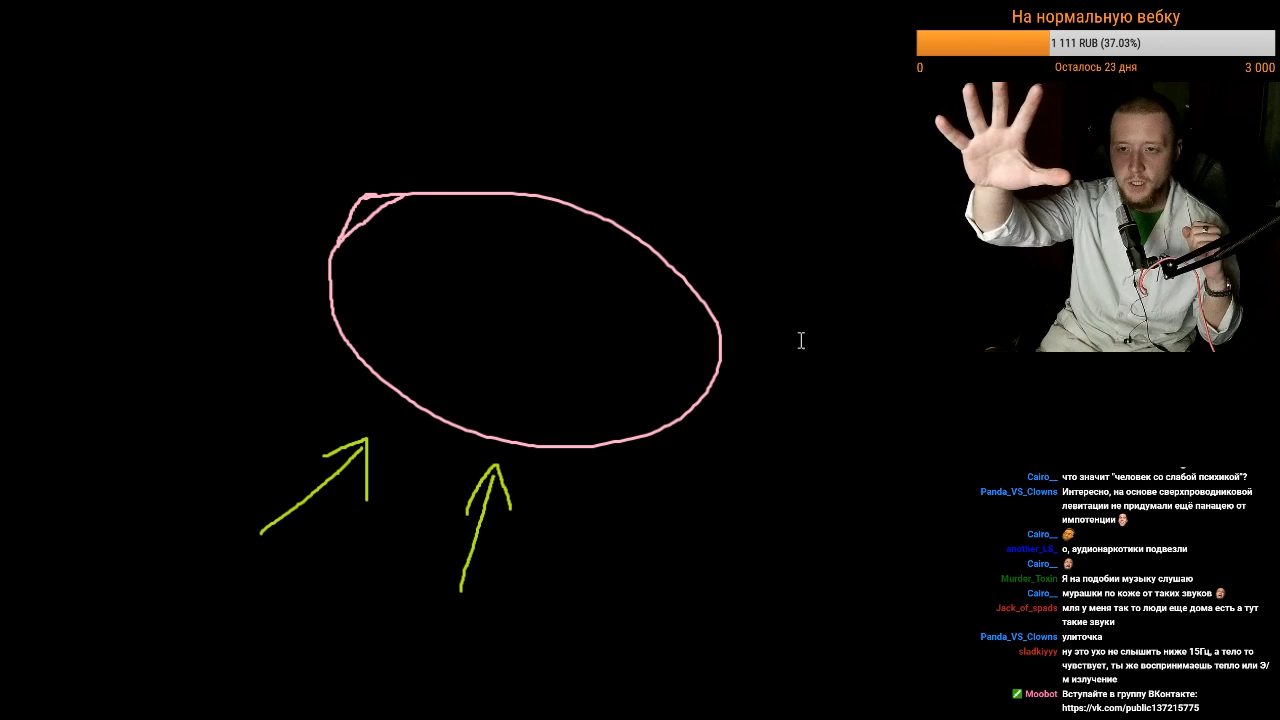 На нормальную вебку
1 111 RUB (37.03%)
0 Осталось 23 дня 3 000
Cairo__ что значит "человек со слабой психикой"?
Panda_VS_Clowns Интересно, на основе сверхпроводниковой
левитации не придумали ещё панацею от
импотенции
Cairo__
another_LS_ о, аудионаркотики подвезли
Cairo__
Murder_Toxin Я на подобии музыку слушаю
Cairo__ мурашки по коже от таких звуков
Jack_of_spads мля у меня так то люди еще дома есть а тут
такие звуки
Panda_VS_Clowns улиточка
sladkiyyy ну это ухо не слышить ниже 15Гц, а тело то
чувствует, ты же воспринимаешь тепло или Э/
м излучение
Moobot Вступайте в группу ВКонтакте:
https://vk.com/public137215775